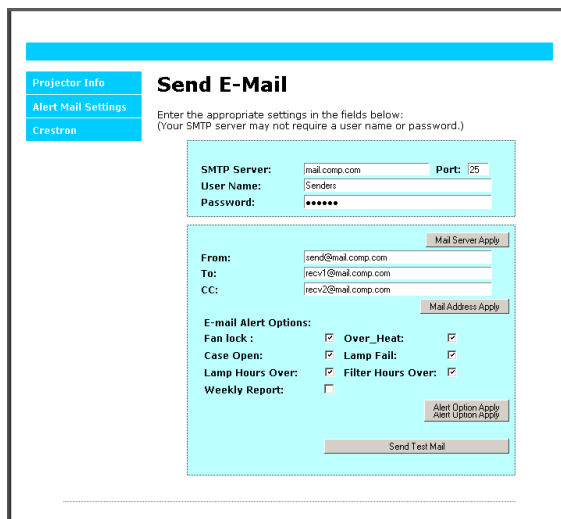 Projector Info
Alert Mail Settings
Crestron
Send E-Mail
Enter the appropriate settings in the fields below:
(Your SMTP server may not require a user name or password.)
SMTP Server: mail.comp.com Port: 25
User Name: Senders
Password: ●●●●●●
Mail Server Apply
From: send@mail.comp.com
To: recv1@mail.comp.com
CC: recv2@mail.comp.com
Mail Address Apply
E-mail Alert Options:
Fan lock : Over_Heat:
Case Open: Lamp Fail:
Lamp Hours Over: Filter Hours Over:
Weekly Report:
Alert Option Apply
Alert Option Apply
Send Test Mail